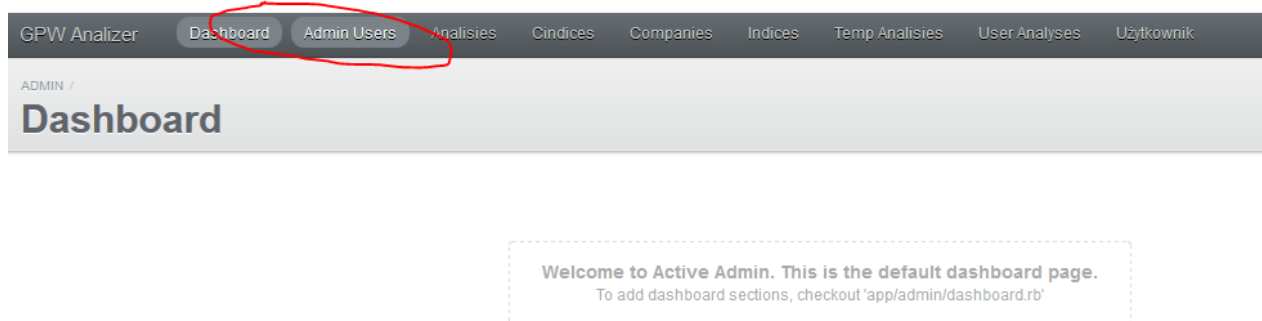 GPW Analizer Dashboard Admin Users Analisies Cindices Companies Indices Temp Analisies User Analyses Użytkownik
ADMIN /
Dashboard
Welcome to Active Admin. This is the default dashboard page.
To add dashboard sections, checkout 'app/admin/dashboard.rb'